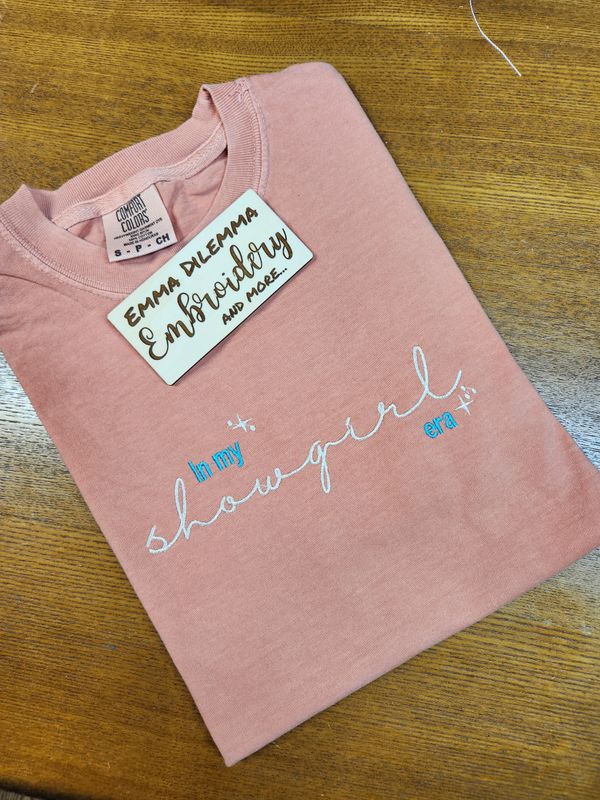 COMFORT
COLORS
S - P - CH
EMMA DILEMMA
Embroidery
AND MORE...
In my
showgirl
era